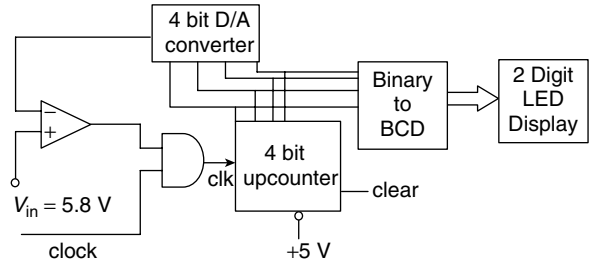 4 bit D/A
converter
Binary
to
BCD
2 Digit
LED
Display
−
+
4 bit
upcounter
clk
clear
V_in = 5.8 V
clock
+5 V